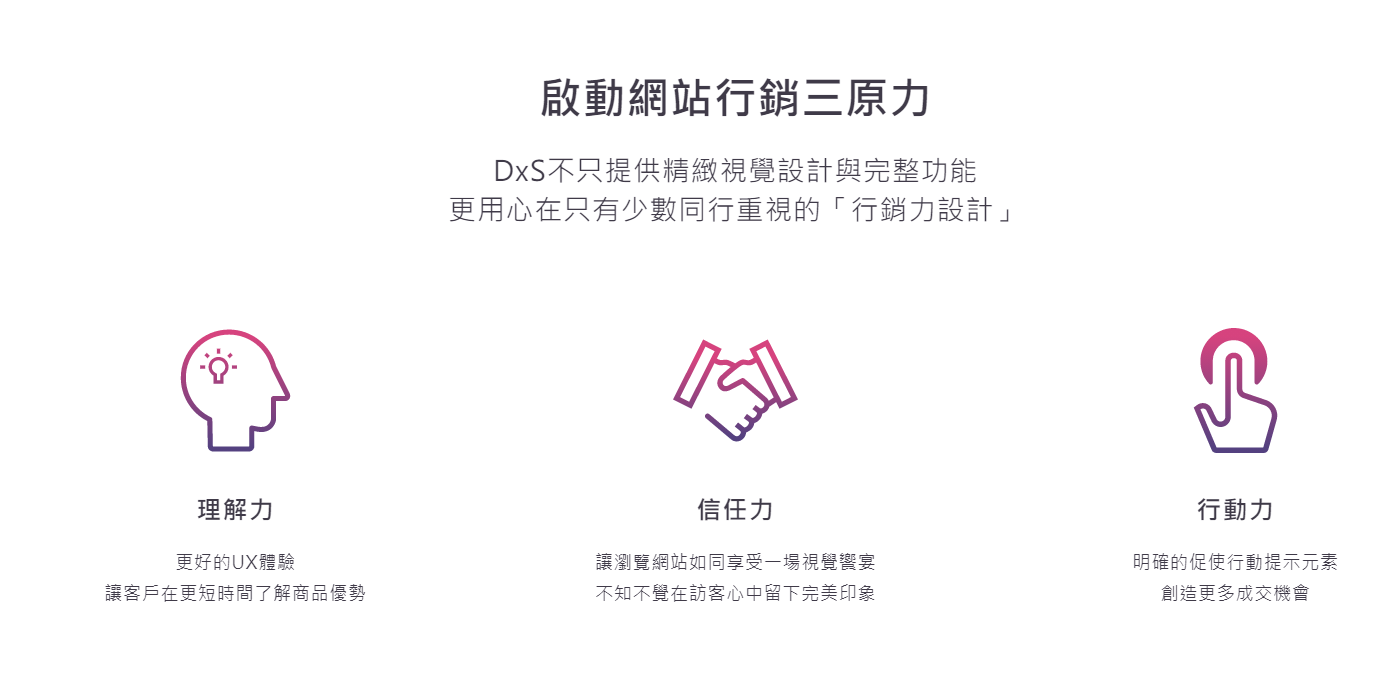 啟動網站行銷三原力
DxS不只提供精緻視覺設計與完整功能
更用心在只有少數同行重視的「行銷力設計」
理解力
更好的UX體驗
讓客戶在更短時間了解商品優勢
信任力
讓瀏覽網站如同享受一場視覺饗宴
不知不覺在訪客心中留下完美印象
行動力
明確的促使行動提示元素
創造更多成交機會